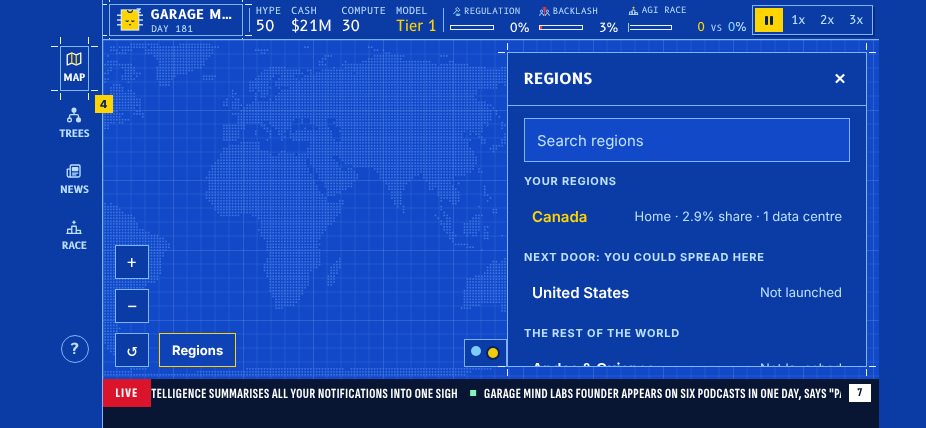 GARAGE M...
DAY 181
HYPE
50
CASH
$21M
COMPUTE
30
MODEL
Tier 1
REGULATION
0%
BACKLASH
3%
AGI RACE
0 vs 0%
1x
2x
3x
MAP
4
TREES
NEWS
RACE
?
+
−
↺
Regions
REGIONS
×
Search regions
YOUR REGIONS
Canada
Home · 2.9% share · 1 data centre
NEXT DOOR: YOU COULD SPREAD HERE
United States
Not launched
THE REST OF THE WORLD
LIVE
TELLIGENCE SUMMARISES ALL YOUR NOTIFICATIONS INTO ONE SIGH
GARAGE MIND LABS FOUNDER APPEARS ON SIX PODCASTS IN ONE DAY, SAYS "P
7